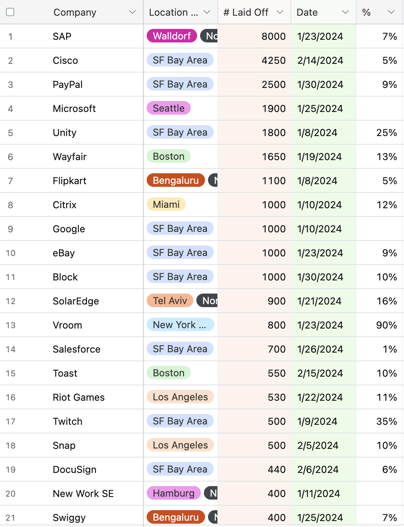 Company Location ... # Laid Off Date %
1 SAP Walldorf 8000 1/23/2024 7%
2 Cisco SF Bay Area 4250 2/14/2024 5%
3 PayPal SF Bay Area 2500 1/30/2024 9%
4 Microsoft Seattle 1900 1/25/2024
5 Unity SF Bay Area 1800 1/8/2024 25%
6 Wayfair Boston 1650 1/19/2024 13%
7 Flipkart Bengaluru 1100 1/8/2024 5%
8 Citrix Miami 1000 1/10/2024 12%
9 Google SF Bay Area 1000 1/10/2024
10 eBay SF Bay Area 1000 1/23/2024 9%
11 Block SF Bay Area 1000 1/30/2024 10%
12 SolarEdge Tel Aviv 900 1/21/2024 16%
13 Vroom New York ... 800 1/23/2024 90%
14 Salesforce SF Bay Area 700 1/26/2024 1%
15 Toast Boston 550 2/15/2024 10%
16 Riot Games Los Angeles 530 1/22/2024 11%
17 Twitch SF Bay Area 500 1/9/2024 35%
18 Snap Los Angeles 500 2/5/2024 10%
19 DocuSign SF Bay Area 440 2/6/2024 6%
20 New Work SE Hamburg 400 1/11/2024
21 Swiggy Bengaluru 400 1/25/2024 7%